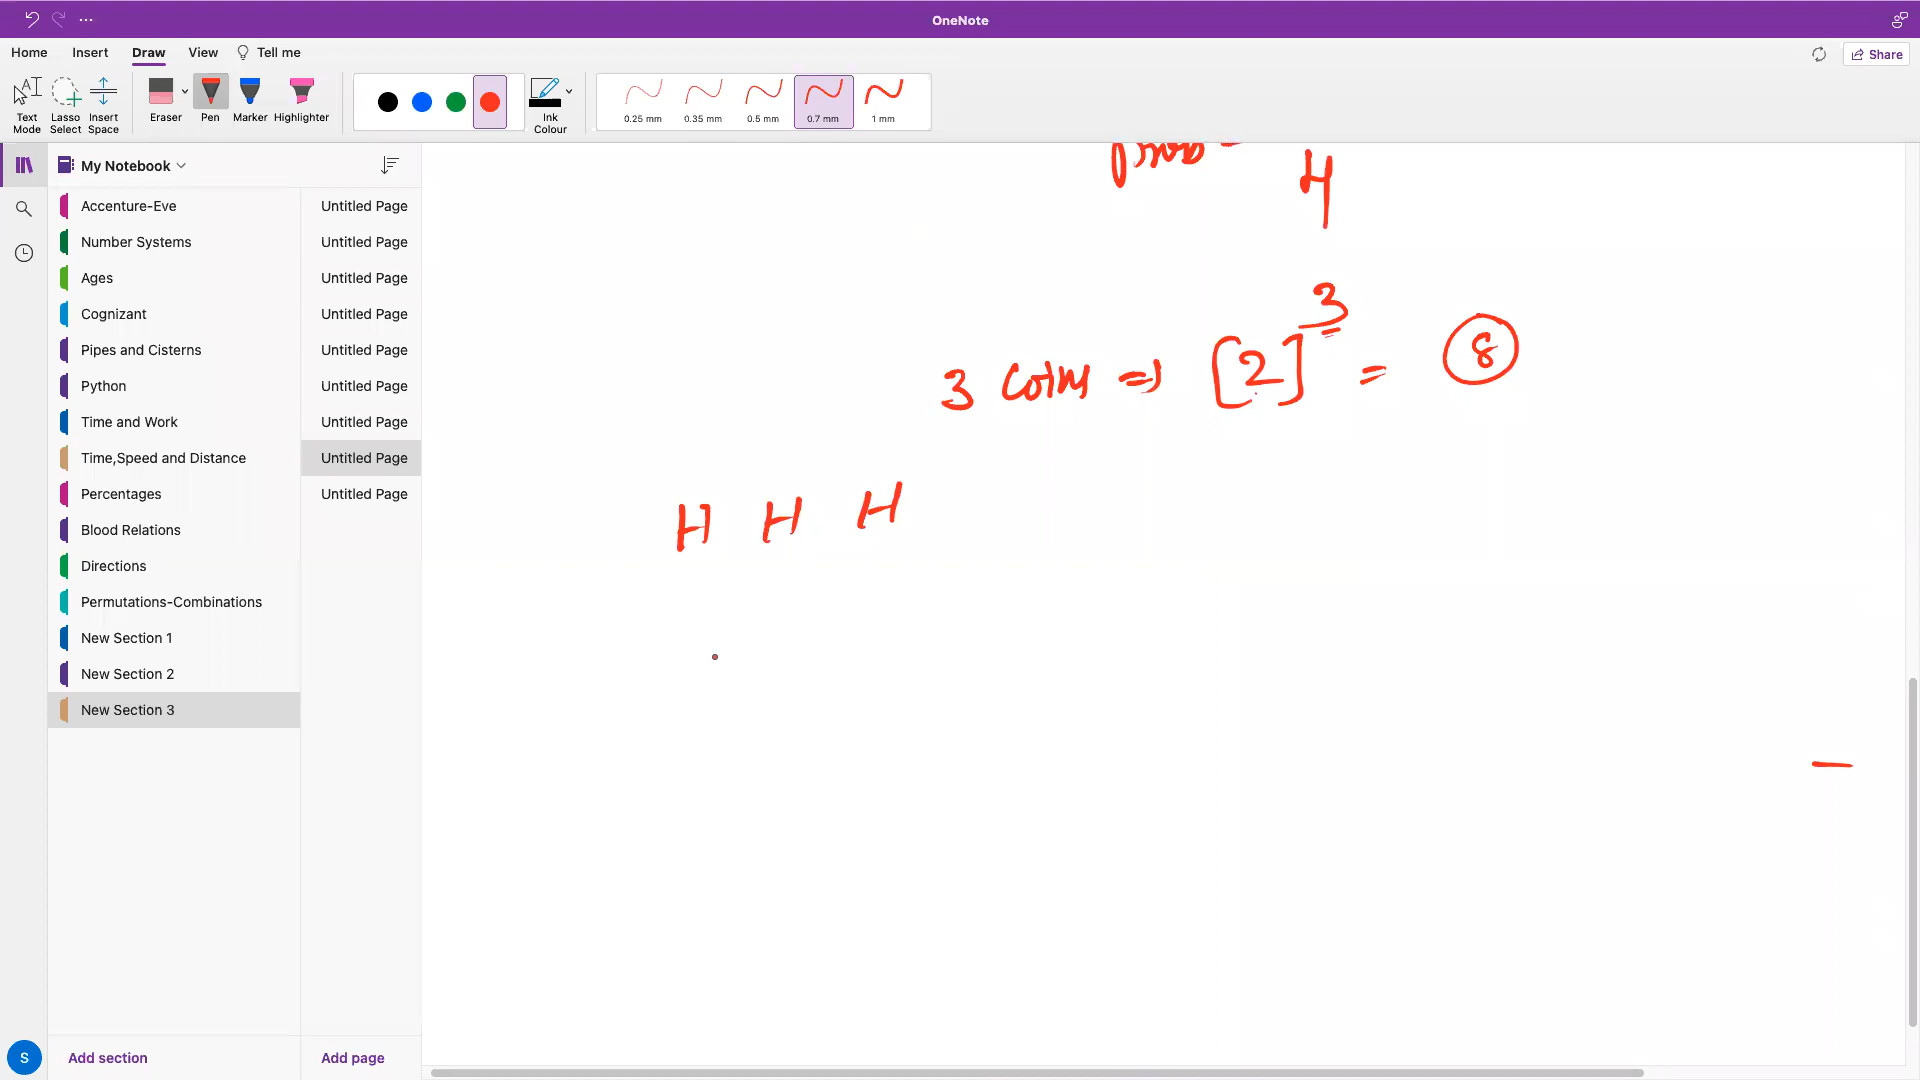 OneNote
Home Insert Draw View Tell me
Share
Text Mode
Lasso Select
Insert Space
Eraser
Pen
Marker
Highlighter
Ink Colour
0.25 mm
0.35 mm
0.5 mm
0.7 mm
1 mm
My Notebook
Accenture-Eve
Number Systems
Ages
Cognizant
Pipes and Cisterns
Python
Time and Work
Time,Speed and Distance
Percentages
Blood Relations
Directions
Permutations-Combinations
New Section 1
New Section 2
New Section 3
Add section
Untitled Page
Untitled Page
Untitled Page
Untitled Page
Untitled Page
Untitled Page
Untitled Page
Untitled Page
Untitled Page
Add page
S
4
3 Coins => [2]³ = 8
H H H